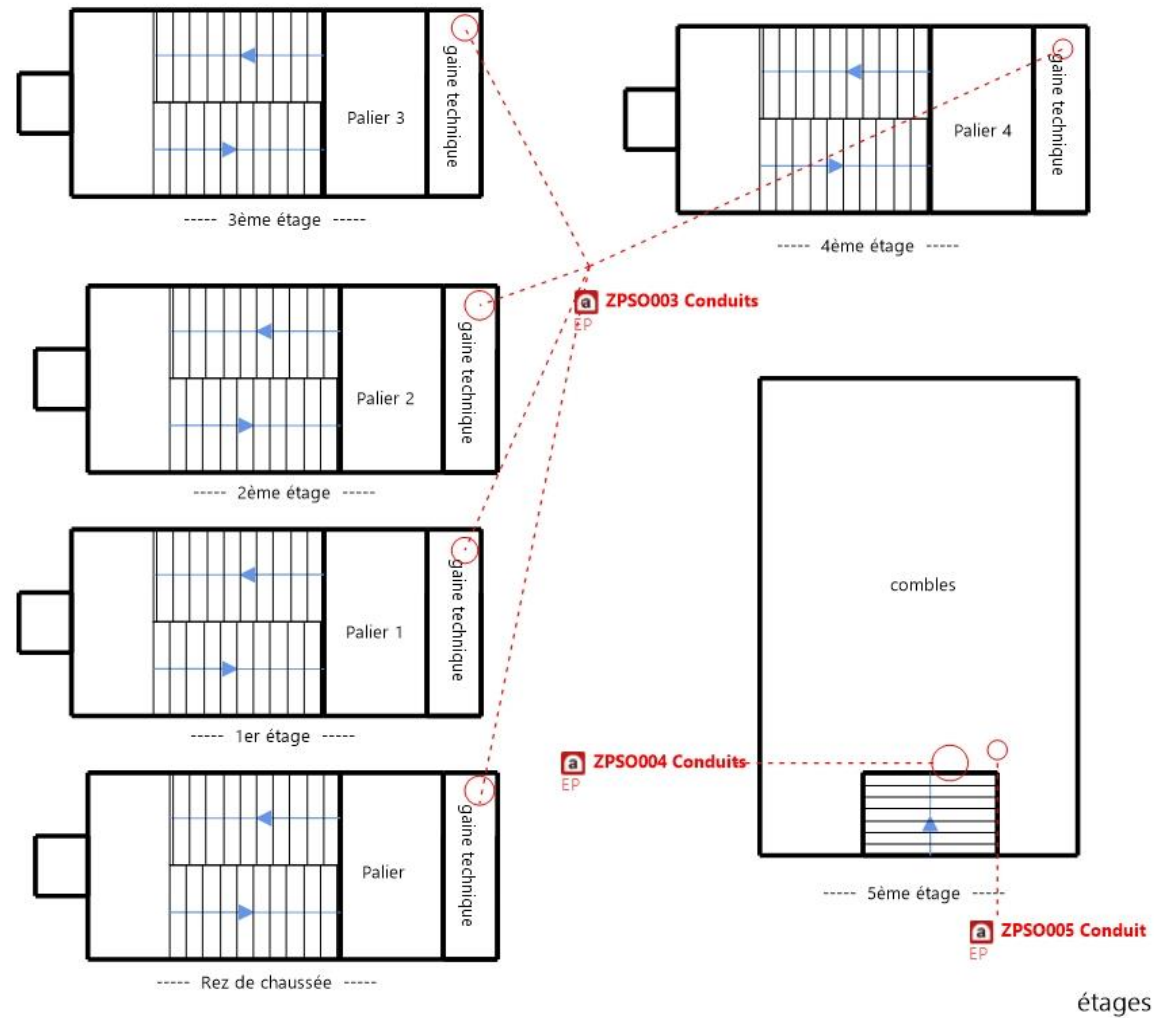 Palier 3
gaine technique
----- 3ème étage -----
Palier 4
gaine technique
----- 4ème étage -----
a ZPSO003 Conduits
EP
Palier 2
gaine technique
----- 2ème étage -----
Palier 1
gaine technique
----- 1er étage -----
combles
a ZPSO004 Conduits
EP
Palier
gaine technique
----- Rez de chaussée -----
----- 5ème étage -----
a ZPSO005 Conduit
EP
étages